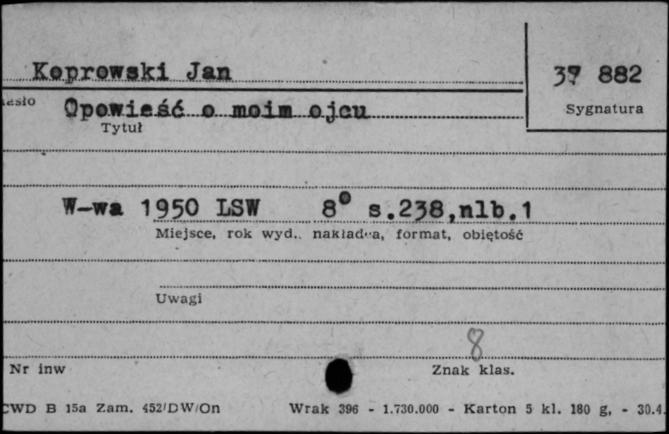 Koprowski Jan
37 882
Sygnatura
Opowieść o moim ojcu
Tytuł
W-wa 1950 LSW 8° s.238,nlb.1
Miejsce, rok wyd., nakładca, format, objętość
Uwagi
8
Nr inw
Znak klas.
CWD B 15a Zam. 452/DW/On Wrak 396 - 1.730.000 - Karton 5 kl. 180 g, - 30.4.